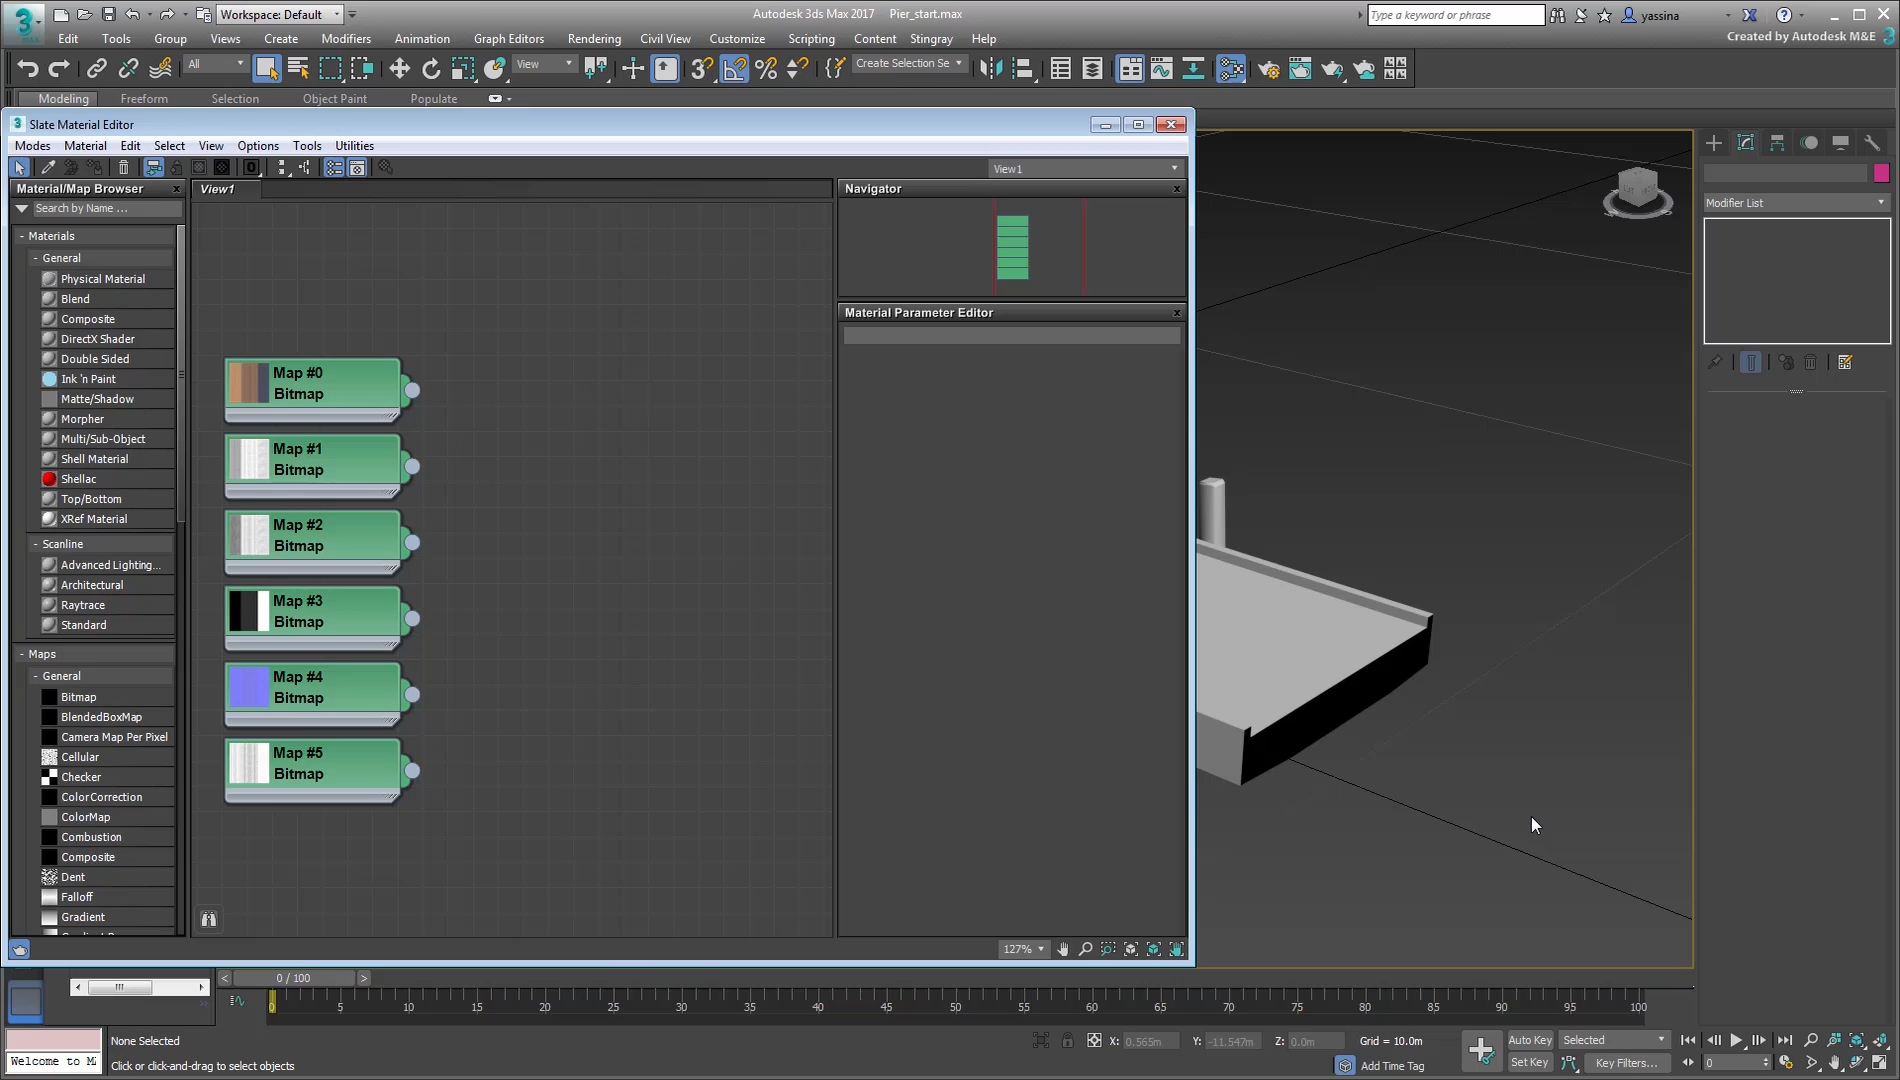 Workspace: Default
Autodesk 3ds Max 2017 Pier_start.max
Type a keyword or phrase
yassina
Edit Tools Group Views Create Modifiers Animation Graph Editors Rendering Civil View Customize Scripting Content Stingray Help
Created by Autodesk M&E
All
View
Create Selection Se
Modeling Freeform Selection Object Paint Populate
Slate Material Editor
Modes Material Edit Select View Options Tools Utilities
View1
Material/Map Browser
View1
Navigator
Search by Name ...
Modifier List
- Materials
- General
Physical Material
Blend
Composite
DirectX Shader
Double Sided
Ink 'n Paint
Matte/Shadow
Morpher
Multi/Sub-Object
Shell Material
Shellac
Top/Bottom
XRef Material
- Scanline
Advanced Lighting...
Architectural
Raytrace
Standard
- Maps
- General
Bitmap
BlendedBoxMap
Camera Map Per Pixel
Cellular
Checker
ColorCorrection
ColorMap
Combustion
Composite
Dent
Falloff
Gradient
Map #0
Bitmap
Map #1
Bitmap
Map #2
Bitmap
Map #3
Bitmap
Map #4
Bitmap
Map #5
Bitmap
Material Parameter Editor
127%
0 / 100
0 5 10 15 20 25 30 35 40 45 50 55 60 65 70 75 80 85 90 95 100
None Selected
X: 0.565m Y: -11.547m Z: 0.0m Grid = 10.0m
Auto Key Selected
Welcome to M
Click or click-and-drag to select objects
Add Time Tag
Set Key Key Filters... 0